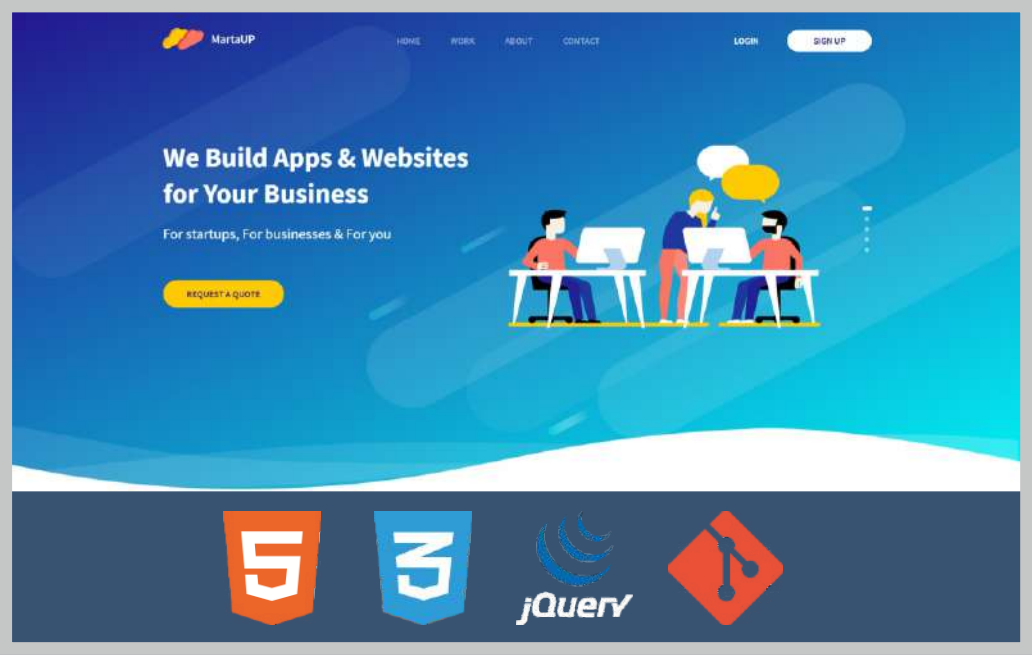 MartaUP
HOME WORK ABOUT CONTACT
LOGIN SIGN UP
We Build Apps & Websites
for Your Business
For startups, For businesses & For you
REQUEST A QUOTE
5 3 jQuery